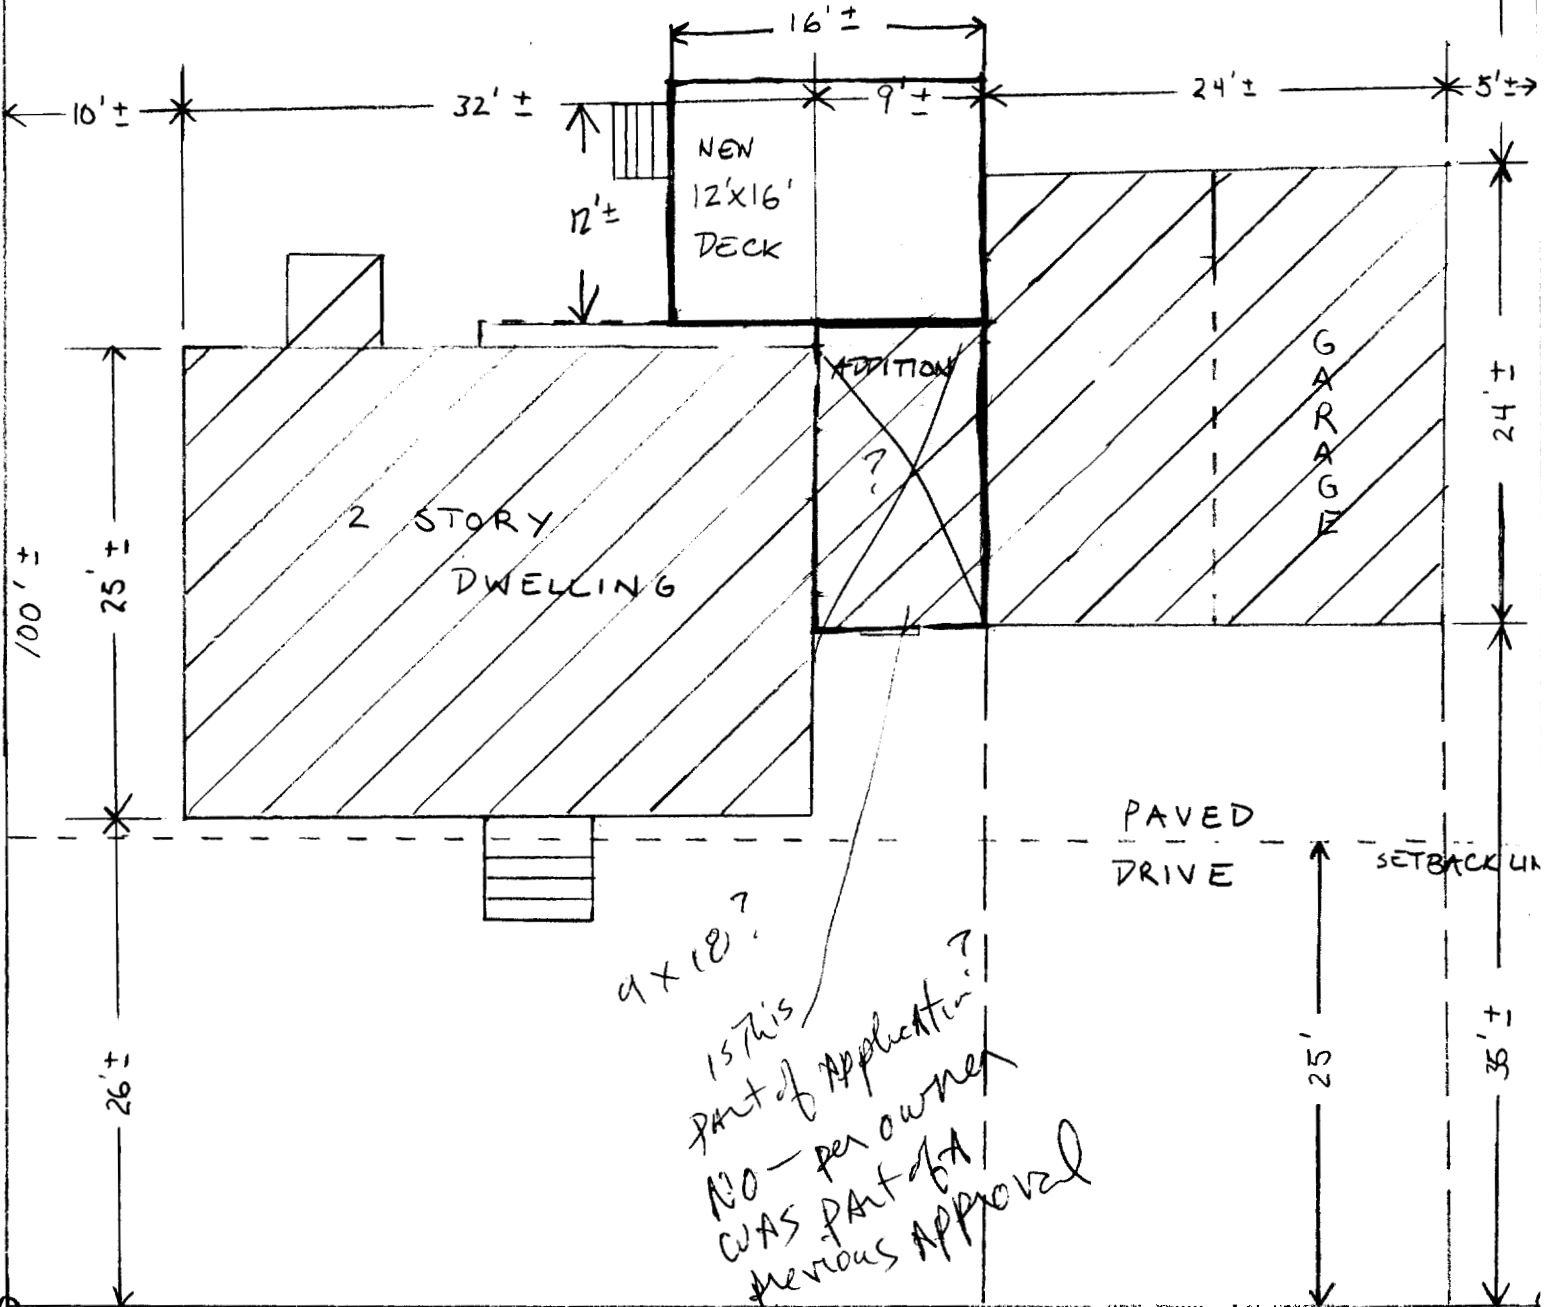 16'±
10'± 32'± 9'± 24'± 5'±
NEW
12'X16'
DECK
12'±
ADDITION
?
GARAGE
24'±
2 STORY
DWELLING
25'±
100'±
PAVED
DRIVE
SETBACK LIN
9 x 18?
Is This
Part of Application?
NO - per owner
WAS PArt of A
previous Approval
26'±
25'
35'±